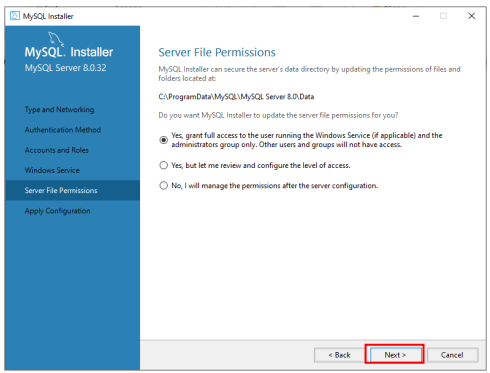 MySQL Installer
MySQL. Installer
MySQL Server 8.0.32
Type and Networking
Authentication Method
Accounts and Roles
Windows Service
Server File Permissions
Apply Configuration
Server File Permissions
MySQL Installer can secure the server's data directory by updating the permissions of files and
folders located at:
C:\ProgramData\MySQL\MySQL Server 8.0\Data
Do you want MySQL Installer to update the server file permissions for you?
Yes, grant full access to the user running the Windows Service (if applicable) and the
administrators group only. Other users and groups will not have access.
Yes, but let me review and configure the level of access.
No, I will manage the permissions after the server configuration.
< Back
Next >
Cancel